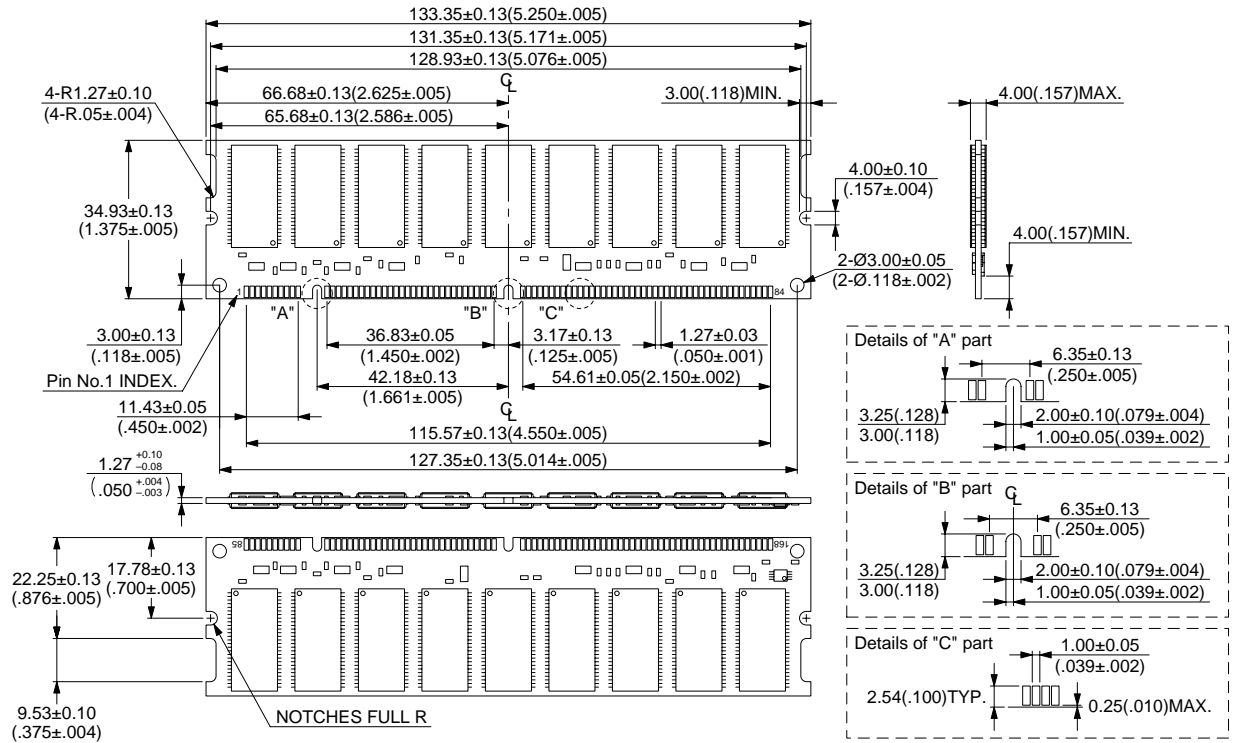 133.35±0.13(5.250±.005)
131.35±0.13(5.171±.005)
128.93±0.13(5.076±.005)
℄
66.68±0.13(2.625±.005)
65.68±0.13(2.586±.005)
3.00(.118)MIN.
4.00(.157)MAX.
4-R1.27±0.10
(4-R.05±.004)
34.93±0.13
(1.375±.005)
4.00±0.10
(.157±.004)
4.00(.157)MIN.
2-Ø3.00±0.05
(2-Ø.118±.002)
1
84
"A"
"B"
"C"
3.00±0.13
(.118±.005)
Pin No.1 INDEX.
36.83±0.05
(1.450±.002)
3.17±0.13
(.125±.005)
1.27±0.03
(.050±.001)
42.18±0.13
(1.661±.005)
54.61±0.05(2.150±.002)
℄
11.43±0.05
(.450±.002)
115.57±0.13(4.550±.005)
127.35±0.13(5.014±.005)
1.27 +0.10 −0.08
(.050 +.004 −.003)
85
168
22.25±0.13
(.876±.005)
17.78±0.13
(.700±.005)
9.53±0.10
(.375±.004)
NOTCHES FULL R
Details of "A" part
6.35±0.13
(.250±.005)
3.25(.128)
3.00(.118)
2.00±0.10(.079±.004)
1.00±0.05(.039±.002)
Details of "B" part
℄
6.35±0.13
(.250±.005)
3.25(.128)
3.00(.118)
2.00±0.10(.079±.004)
1.00±0.05(.039±.002)
Details of "C" part
1.00±0.05
(.039±.002)
2.54(.100)TYP.
0.25(.010)MAX.